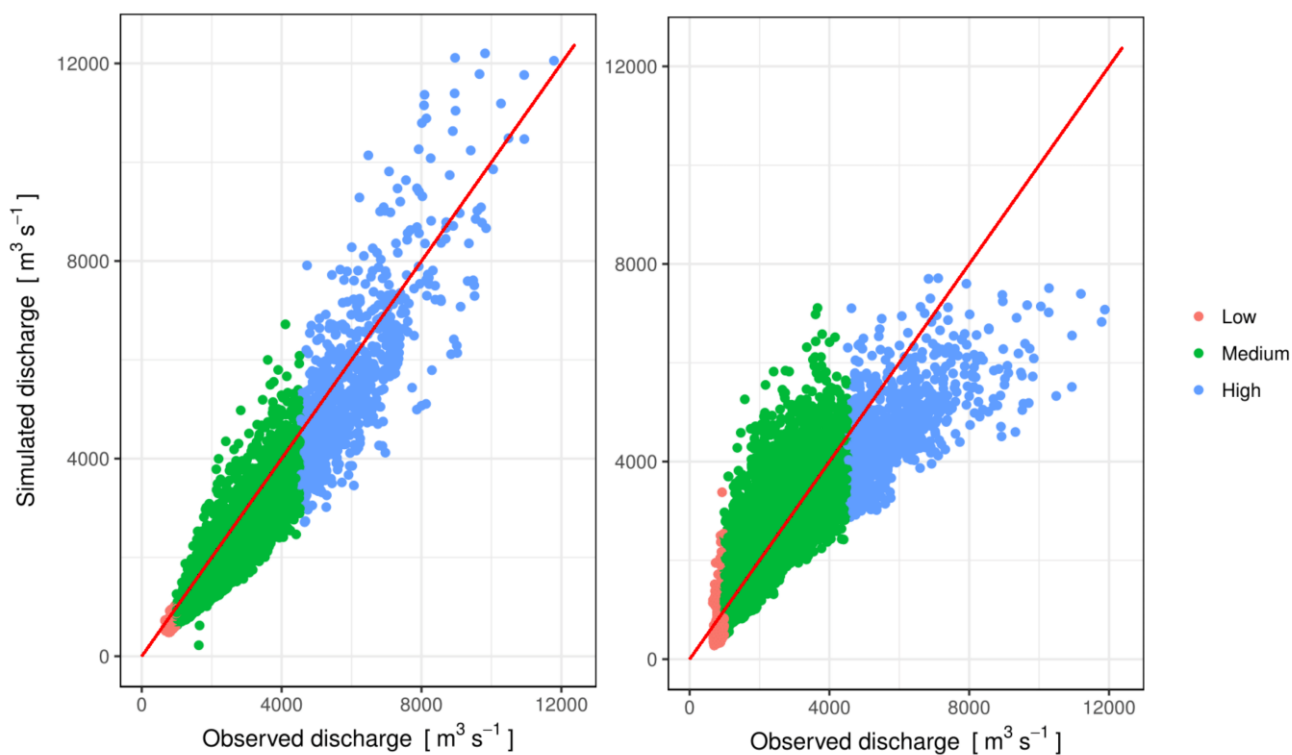 12000
8000
4000
0
Simulated discharge [ m³ s⁻¹ ]
0 4000 8000 12000
Observed discharge [ m³ s⁻¹ ]
12000
8000
4000
0
0 4000 8000 12000
Observed discharge [ m³ s⁻¹ ]
Low
Medium
High